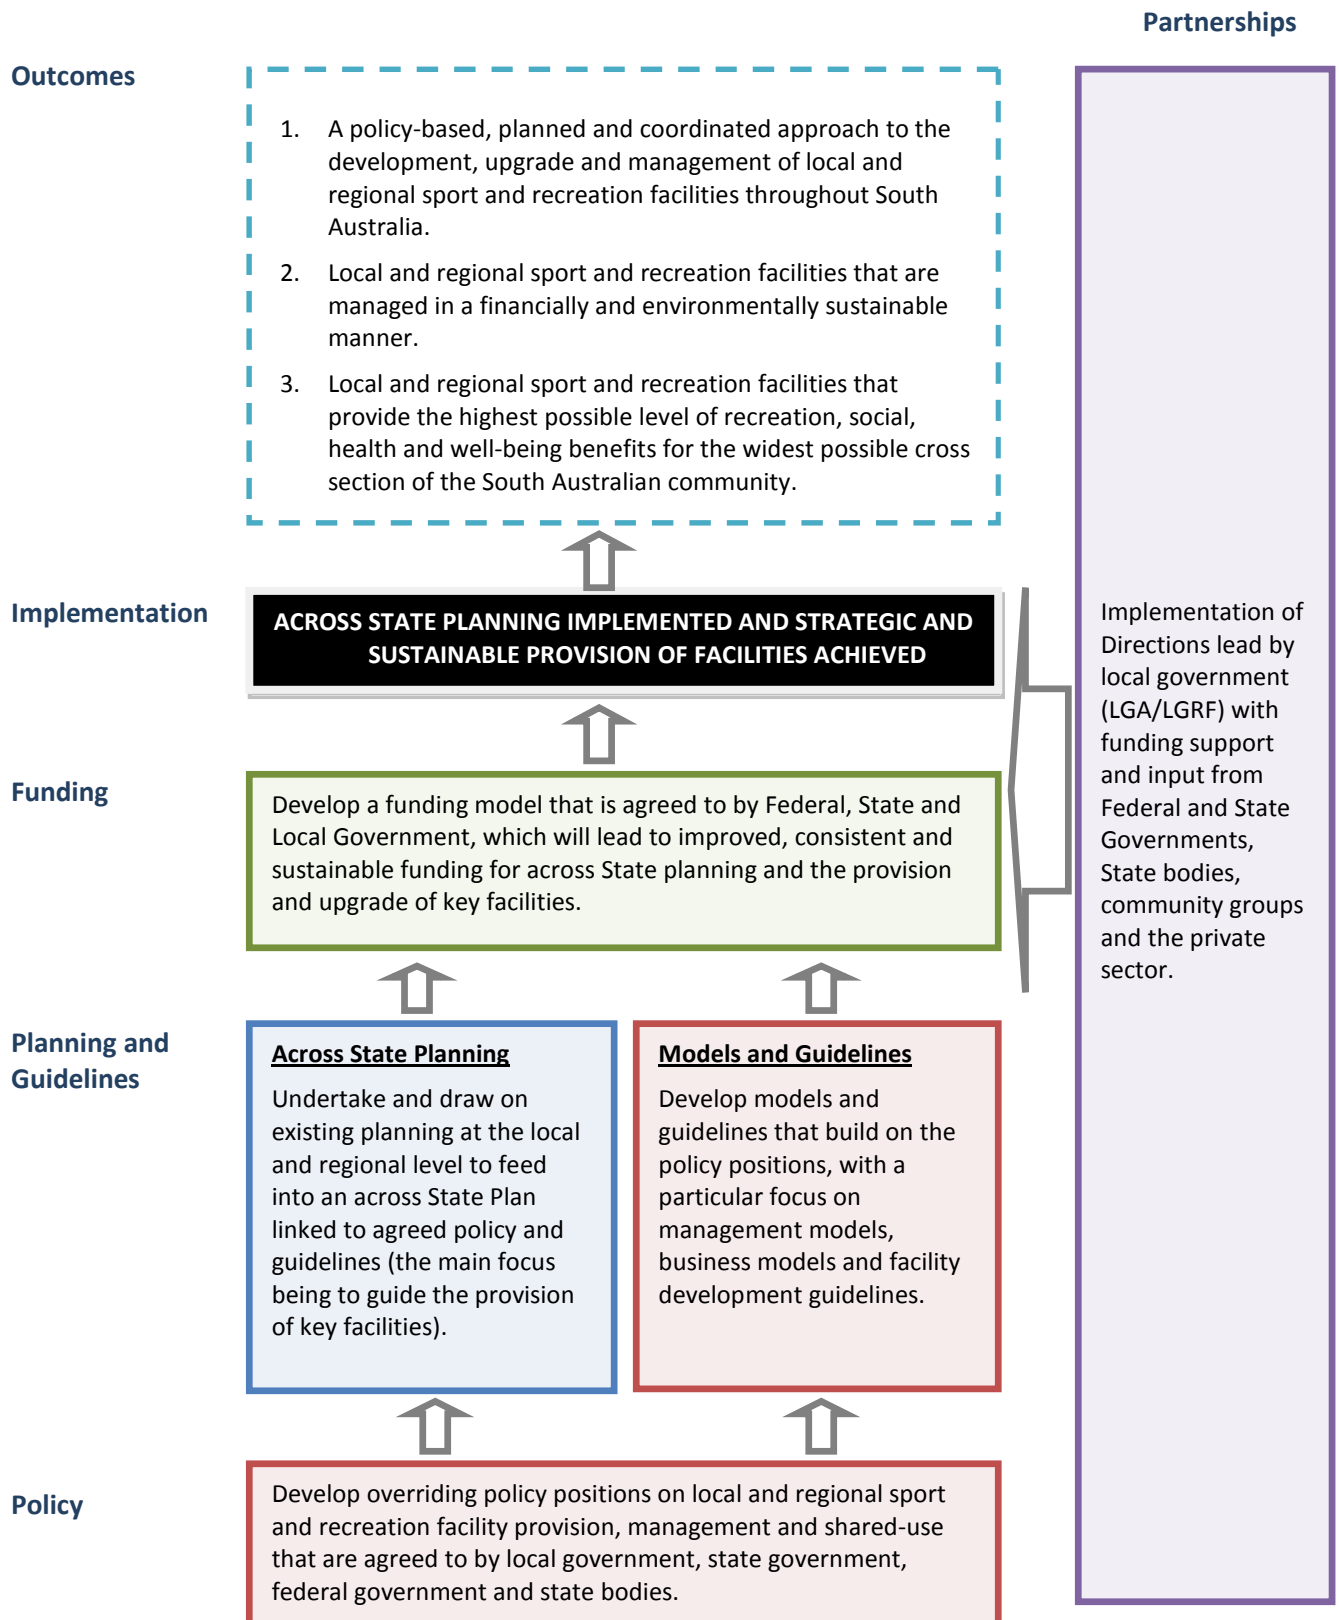 Partnerships
Outcomes
1. A policy-based, planned and coordinated approach to the
development, upgrade and management of local and
regional sport and recreation facilities throughout South
Australia.
2. Local and regional sport and recreation facilities that are
managed in a financially and environmentally sustainable
manner.
3. Local and regional sport and recreation facilities that
provide the highest possible level of recreation, social,
health and well-being benefits for the widest possible cross
section of the South Australian community.
Implementation
ACROSS STATE PLANNING IMPLEMENTED AND STRATEGIC AND
SUSTAINABLE PROVISION OF FACILITIES ACHIEVED
Funding
Develop a funding model that is agreed to by Federal, State and
Local Government, which will lead to improved, consistent and
sustainable funding for across State planning and the provision
and upgrade of key facilities.
Implementation of
Directions lead by
local government
(LGA/LGRF) with
funding support
and input from
Federal and State
Governments,
State bodies,
community groups
and the private
sector.
Planning and
Guidelines
Across State Planning
Undertake and draw on
existing planning at the local
and regional level to feed
into an across State Plan
linked to agreed policy and
guidelines (the main focus
being to guide the provision
of key facilities).
Models and Guidelines
Develop models and
guidelines that build on the
policy positions, with a
particular focus on
management models,
business models and facility
development guidelines.
Policy
Develop overriding policy positions on local and regional sport
and recreation facility provision, management and shared-use
that are agreed to by local government, state government,
federal government and state bodies.